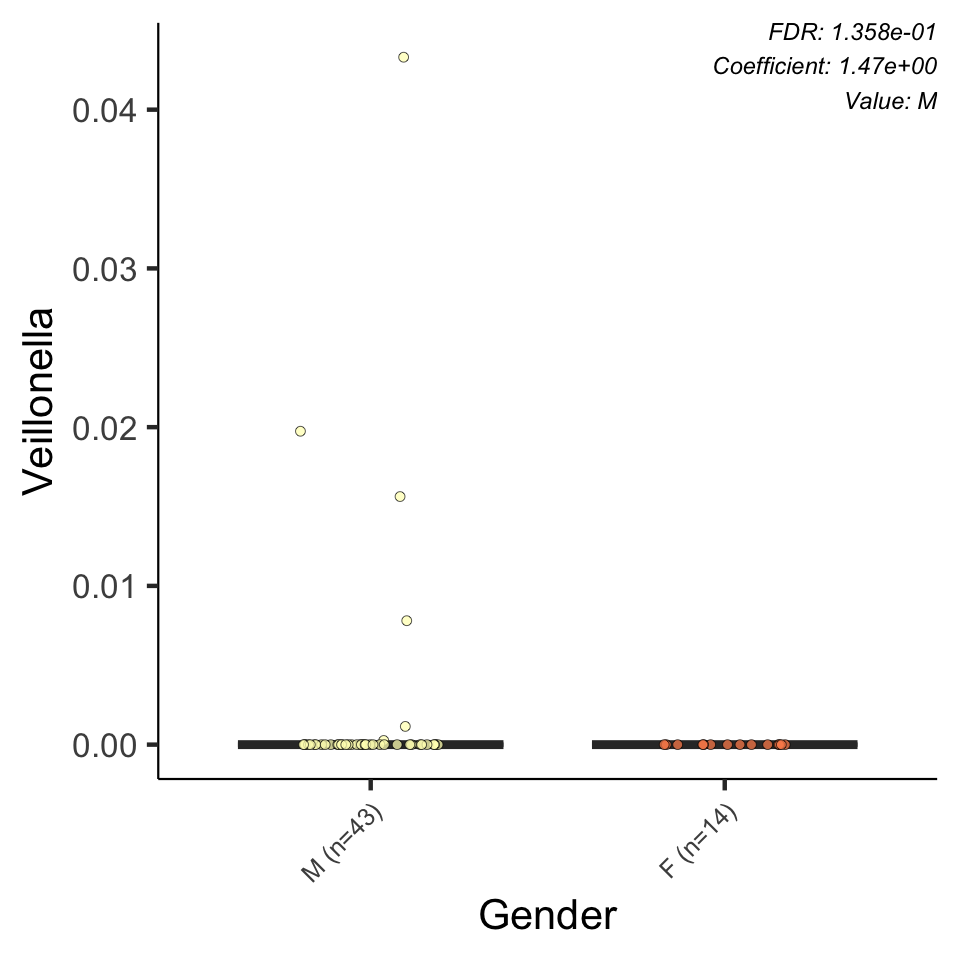 FDR: 1.358e-01
Coefficient: 1.47e+00
Value: M
Veillonella
0.04
0.03
0.02
0.01
0.00
M (n=43)
F (n=14)
Gender